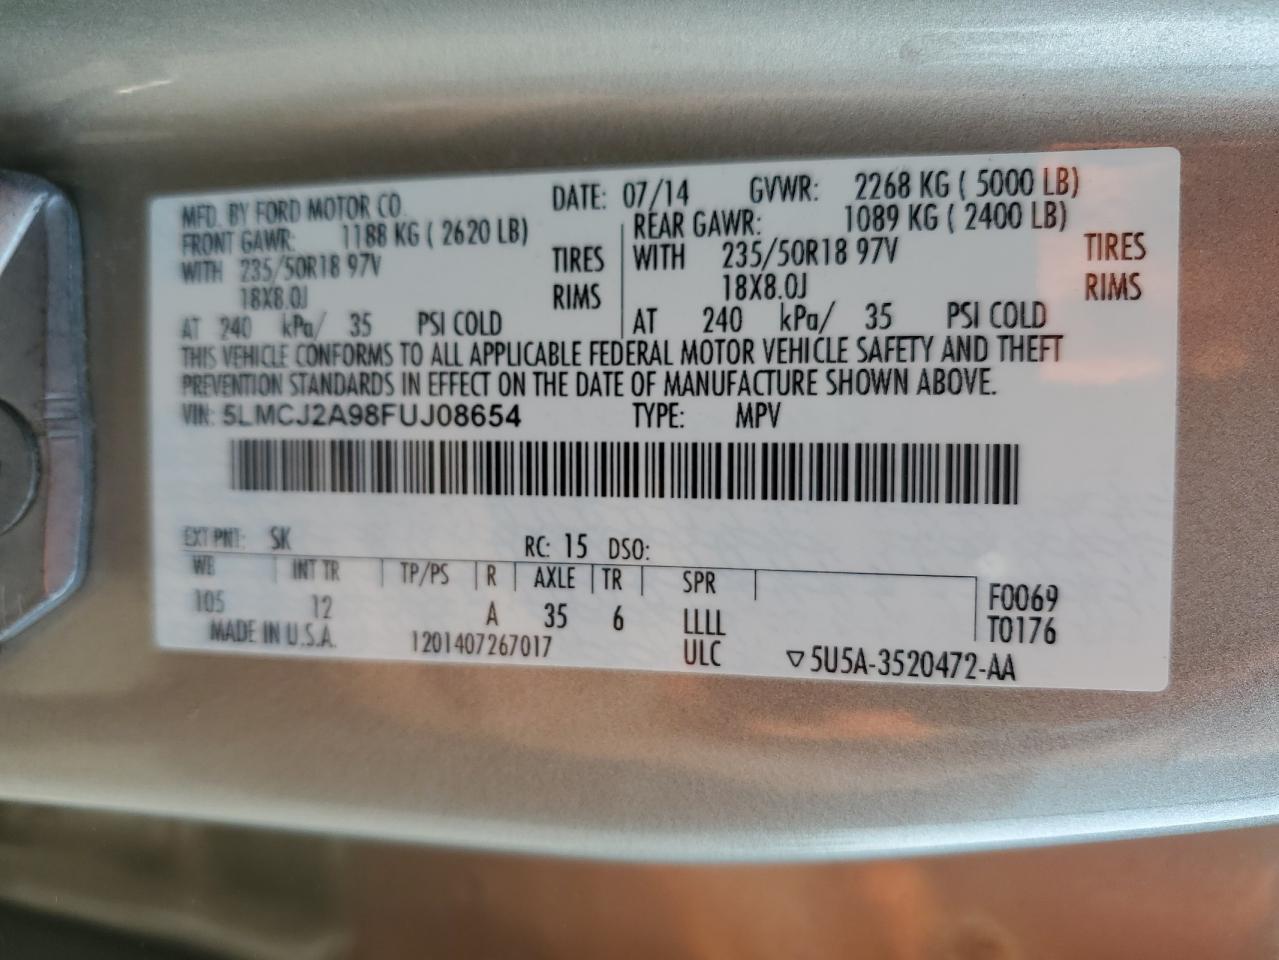 MFD. BY FORD MOTOR CO. DATE: 07/14 GVWR: 2268 KG ( 5000 LB)
FRONT GAWR: 1188 KG ( 2620 LB) REAR GAWR: 1089 KG ( 2400 LB)
WITH 235/50R18 97V TIRES WITH 235/50R18 97V TIRES
18X8.0J RIMS 18X8.0J RIMS
AT 240 kPa/ 35 PSI COLD AT 240 kPa/ 35 PSI COLD
THIS VEHICLE CONFORMS TO ALL APPLICABLE FEDERAL MOTOR VEHICLE SAFETY AND THEFT
PREVENTION STANDARDS IN EFFECT ON THE DATE OF MANUFACTURE SHOWN ABOVE.
VIN: 5LMCJ2A98FUJ08654 TYPE: MPV
EXT PNT: SK RC: 15 DSO:
WB INT TR TP/PS R AXLE TR SPR F0069
105 12 A 35 6 LLLL T0176
MADE IN U.S.A. 1201407267017 ULC ▽5U5A-3520472-AA